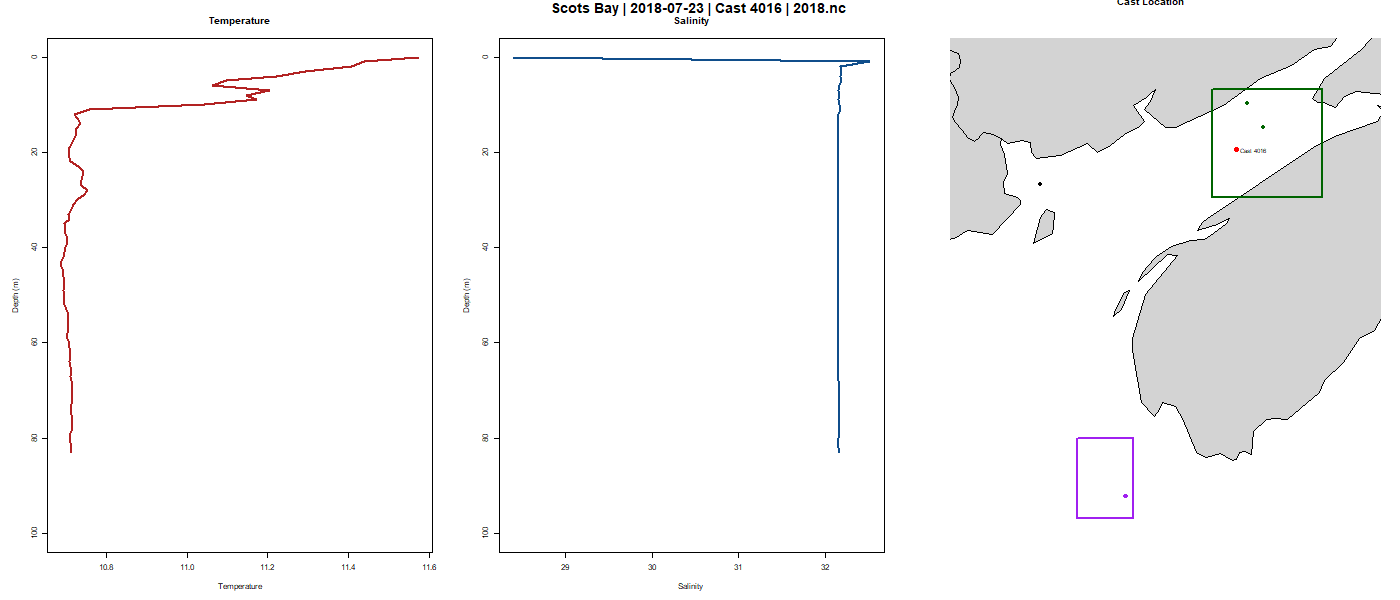 Scots Bay | 2018-07-23 | Cast 4016 | 2018.nc
Temperature
Salinity
Cast Location
0
20
40
60
80
100
Depth (m)
10.8
11.0
11.2
11.4
11.6
Temperature
0
20
40
60
80
100
Depth (m)
29
30
31
32
Salinity
Cast 4016